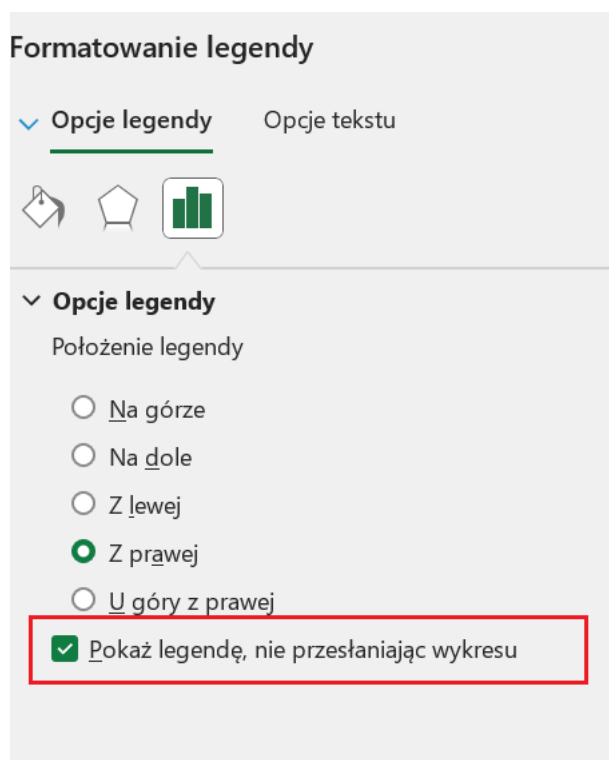 Formatowanie legendy
Opcje legendy Opcje tekstu
Opcje legendy
Położenie legendy
Na górze
Na dole
Z lewej
Z prawej
U góry z prawej
Pokaż legendę, nie przesłaniając wykresu